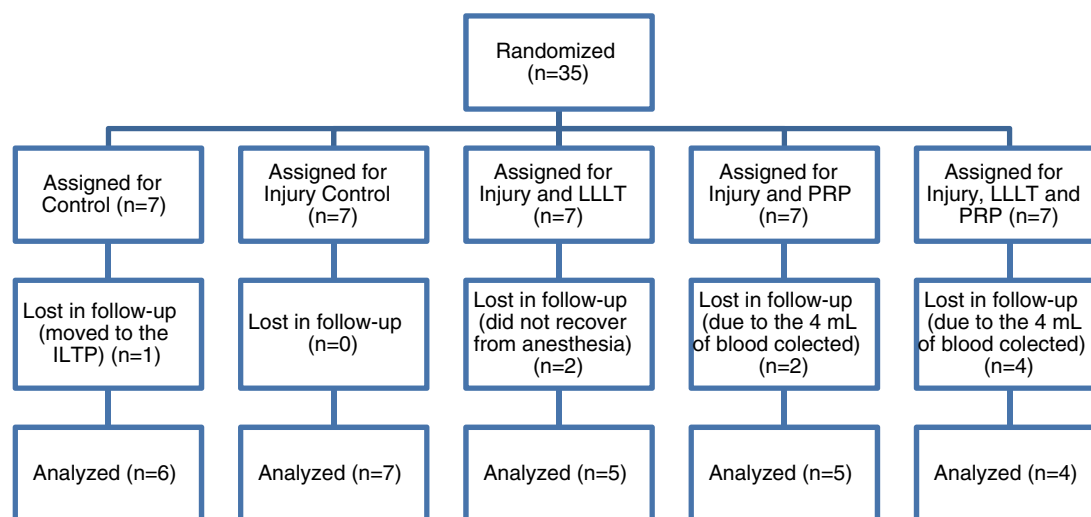 Randomized
(n=35)
Assigned for
Control (n=7)
Assigned for
Injury Control
(n=7)
Assigned for
Injury and LLLT
(n=7)
Assigned for
Injury and PRP
(n=7)
Assigned for
Injury, LLLT and
PRP (n=7)
Lost in follow-up
(moved to the
ILTP) (n=1)
Lost in follow-up
(n=0)
Lost in follow-up
(did not recover
from anesthesia)
(n=2)
Lost in follow-up
(due to the 4 mL
of blood colected)
(n=2)
Lost in follow-up
(due to the 4 mL
of blood colected)
(n=4)
Analyzed (n=6)
Analyzed (n=7)
Analyzed (n=5)
Analyzed (n=5)
Analyzed (n=4)